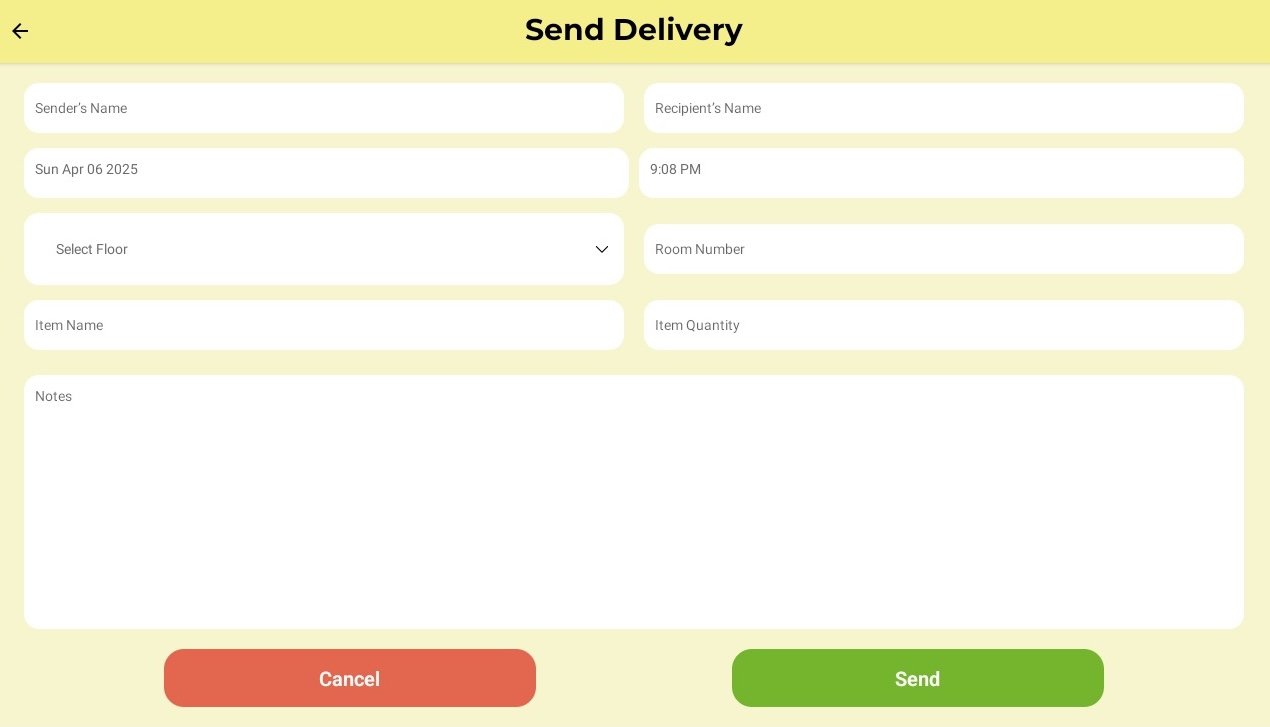 Send Delivery
Sender's Name
Recipient's Name
Sun Apr 06 2025
9:08 PM
Select Floor
Room Number
Item Name
Item Quantity
Notes
Cancel
Send